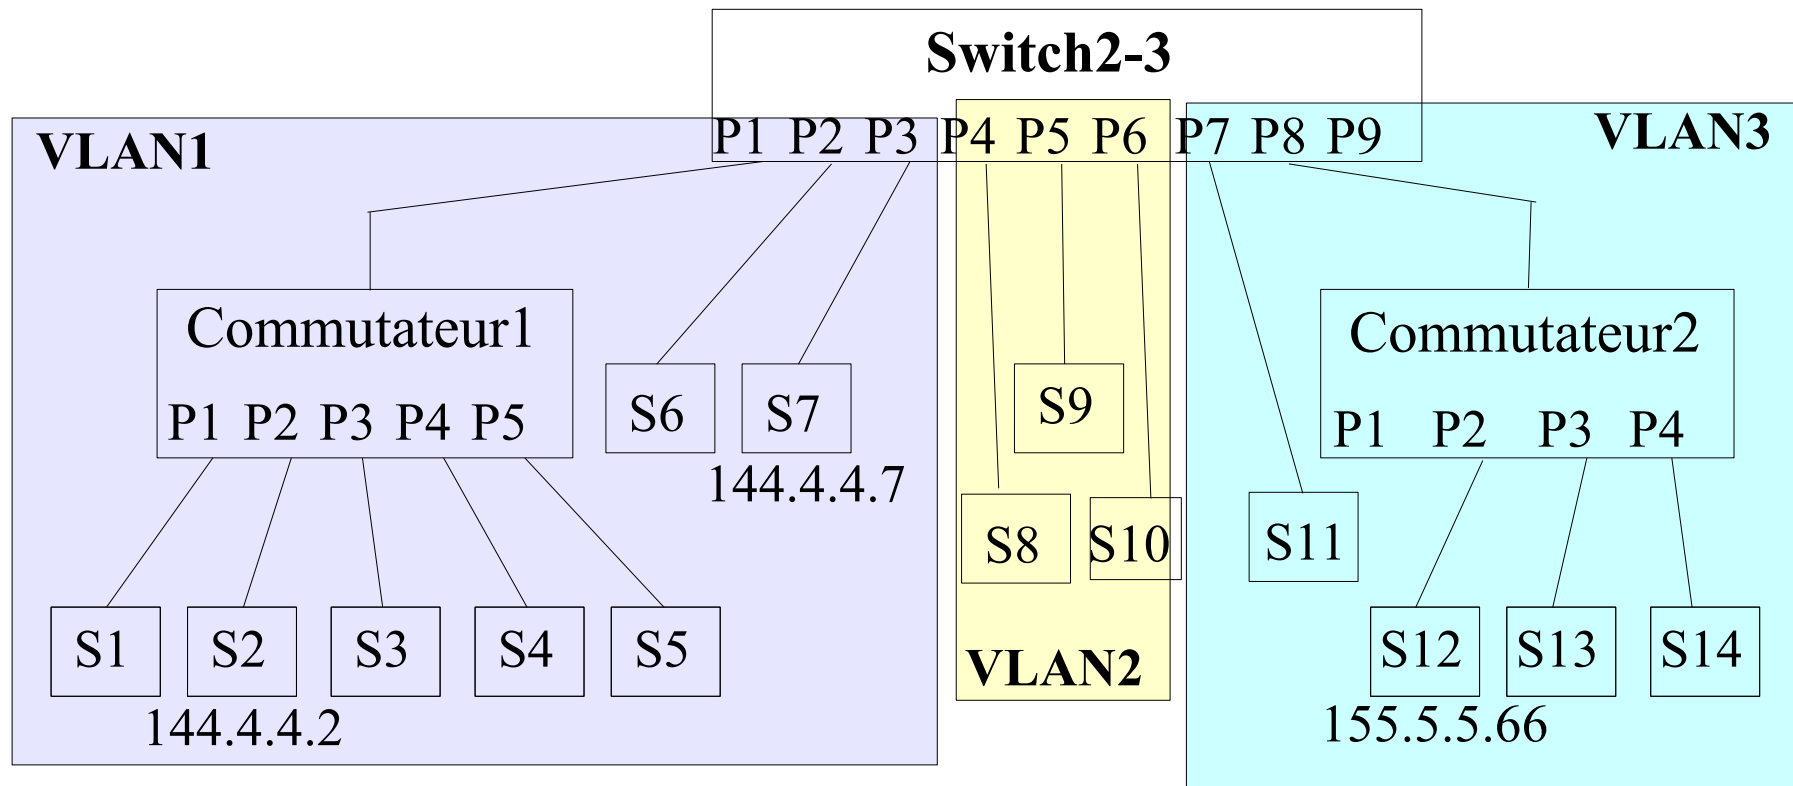 Switch2-3
P1 P2 P3 P4 P5 P6 P7 P8 P9
VLAN1
VLAN3
Commutateur1
P1 P2 P3 P4 P5
S6
S7
144.4.4.7
S9
S8
S10
VLAN2
S11
Commutateur2
P1 P2 P3 P4
S1
S2
S3
S4
S5
144.4.4.2
S12
S13
S14
155.5.5.66